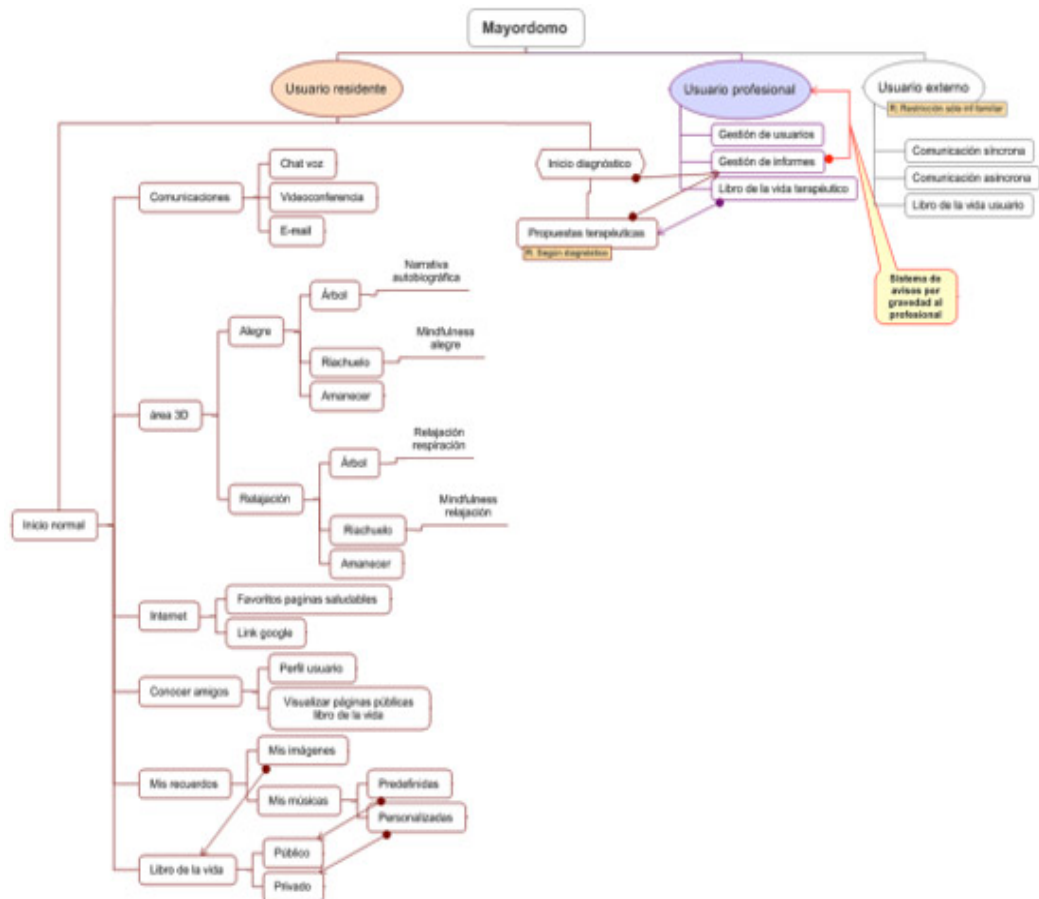 Mayordomo
Usuario residente
Usuario profesional
Usuario externo
R: Restricción sólo inf familiar
Gestión de usuarios
Gestión de informes
Libro de la vida terapéutico
Comunicación síncrona
Comunicación asíncrona
Libro de la vida usuario
Inicio diagnóstico
Propuestas terapéuticas
R: Según diagnóstico
Sistema de
avisos por
gravedad al
profesional
Inicio normal
Comunicaciones
Chat voz
Videoconferencia
E-mail
área 3D
Alegre
Árbol
Narrativa
autobiográfica
Riachuelo
Mindfulness
alegre
Amanecer
Relajación
Árbol
Relajación
respiración
Riachuelo
Mindfulness
relajación
Amanecer
Internet
Favoritos paginas saludables
Link google
Conocer amigos
Perfil usuario
Visualizar páginas públicas
libro de la vida
Mis recuerdos
Mis imágenes
Mis músicas
Predefinidas
Personalizadas
Libro de la vida
Público
Privado